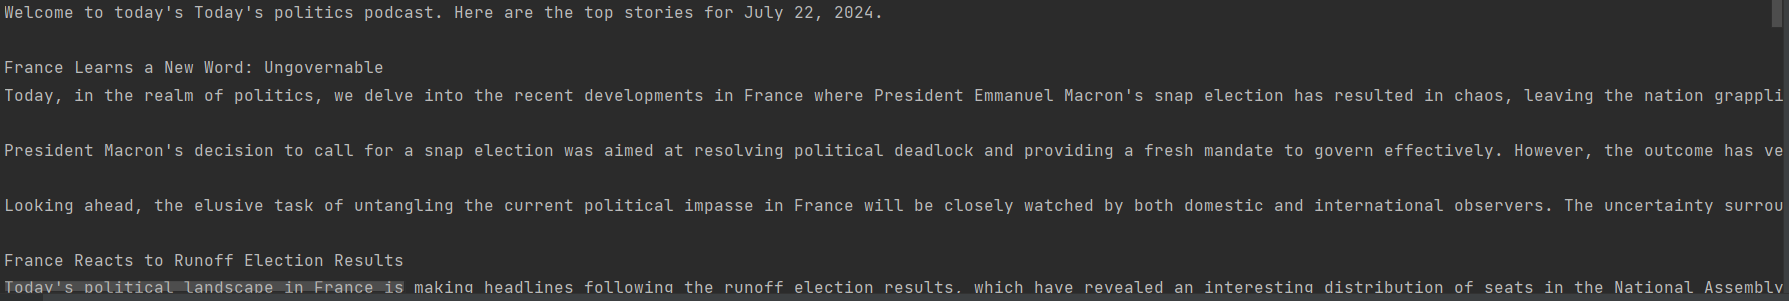 Welcome to today's Today's politics podcast. Here are the top stories for July 22, 2024.
France Learns a New Word: Ungovernable
Today, in the realm of politics, we delve into the recent developments in France where President Emmanuel Macron's snap election has resulted in chaos, leaving the nation grappli
President Macron's decision to call for a snap election was aimed at resolving political deadlock and providing a fresh mandate to govern effectively. However, the outcome has ve
Looking ahead, the elusive task of untangling the current political impasse in France will be closely watched by both domestic and international observers. The uncertainty surrou
France Reacts to Runoff Election Results
Today's political landscape in France is making headlines following the runoff election results, which have revealed an interesting distribution of seats in the National Assembly